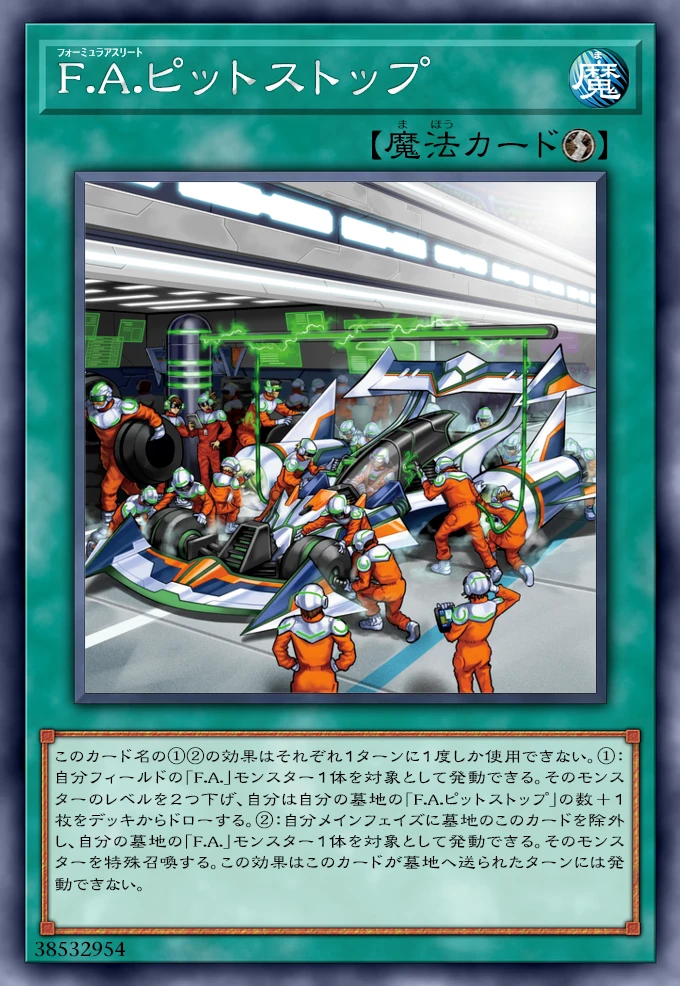 フォーミュラアスリート
F.A.ピットストップ
ま
魔
ま ほう
【魔法カード】
このカード名の①②の効果はそれぞれ１ターンに１度しか使用できない。①：
自分フィールドの「F.A.」モンスター１体を対象として発動できる。そのモンス
ターのレベルを２つ下げ、自分は自分の墓地の「F.A.ピットストップ」の数＋１
枚をデッキからドローする。②：自分メインフェイズに墓地のこのカードを除外
し、自分の墓地の「F.A.」モンスター１体を対象として発動できる。そのモンス
ターを特殊召喚する。この効果はこのカードが墓地へ送られたターンには発
動できない。
38532954